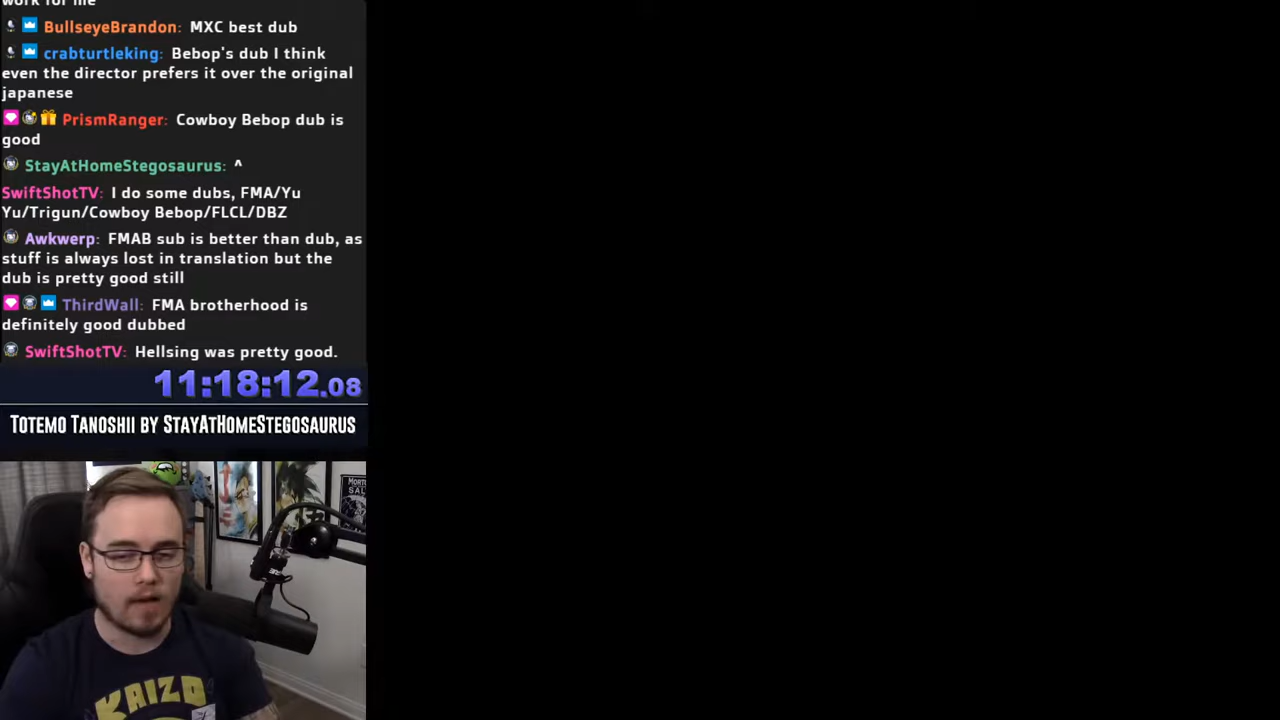 work for me
BullseyeBrandon: MXC best dub
crabturtleking: Bebop's dub I think
even the director prefers it over the original
japanese
PrismRanger: Cowboy Bebop dub is
good
StayAtHomeStegosaurus: ^
SwiftShotTV: I do some dubs, FMA/Yu
Yu/Trigun/Cowboy Bebop/FLCL/DBZ
Awkwerp: FMAB sub is better than dub, as
stuff is always lost in translation but the
dub is pretty good still
ThirdWall: FMA brotherhood is
definitely good dubbed
SwiftShotTV: Hellsing was pretty good.
11:18:12.08
TOTEMO TANOSHII BY STAYATHOMESTEGOSAURUS
KAIZO